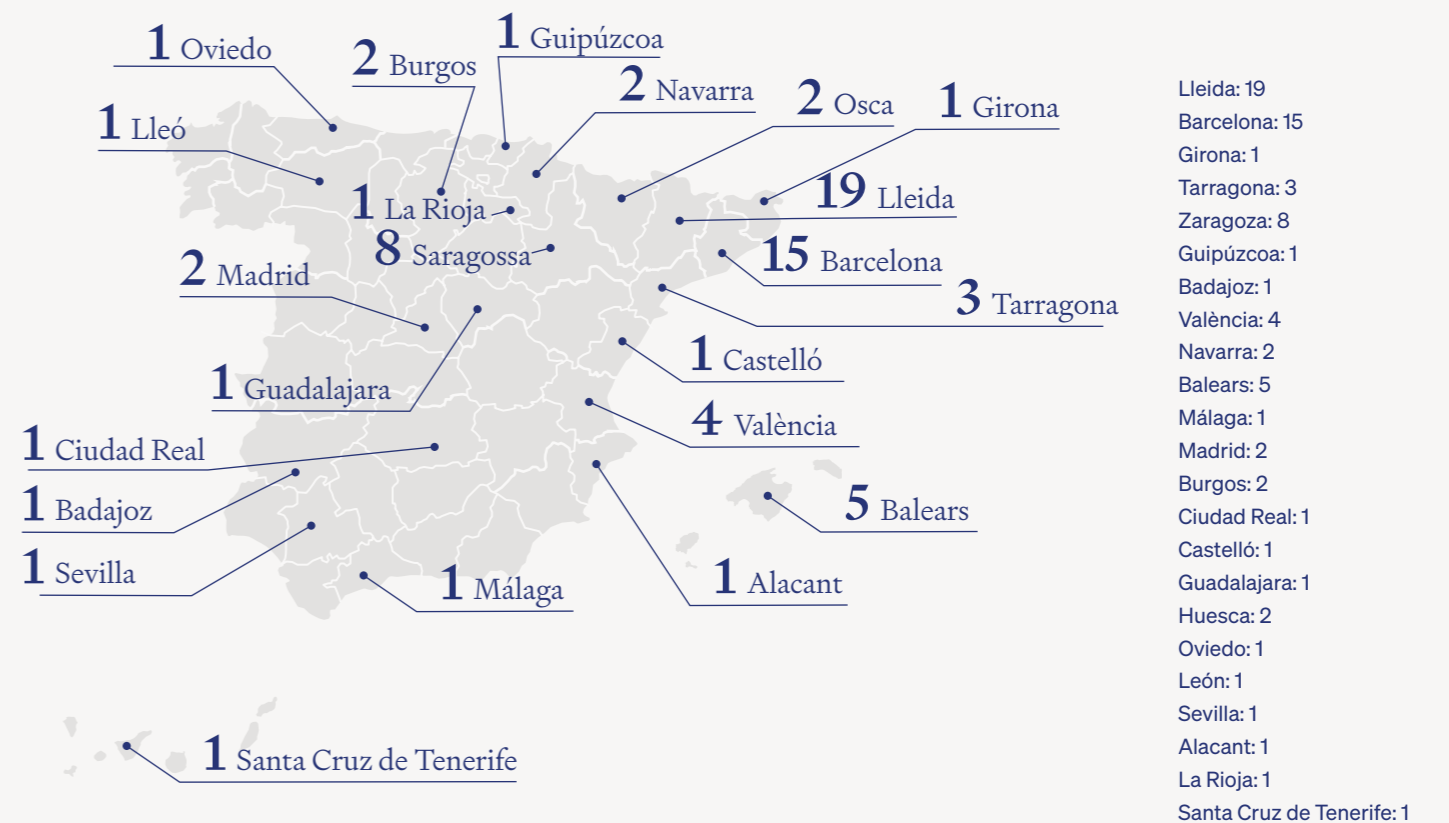 1 Oviedo
2 Burgos
1 Guipúzcoa
2 Navarra
2 Osca
1 Girona
1 Lleó
1 La Rioja
19 Lleida
8 Saragossa
15 Barcelona
2 Madrid
3 Tarragona
1 Castelló
1 Guadalajara
4 València
1 Ciudad Real
1 Badajoz
5 Balears
1 Sevilla
1 Málaga
1 Alacant
1 Santa Cruz de Tenerife
Lleida: 19
Barcelona: 15
Girona: 1
Tarragona: 3
Zaragoza: 8
Guipúzcoa: 1
Badajoz: 1
València: 4
Navarra: 2
Balears: 5
Málaga: 1
Madrid: 2
Burgos: 2
Ciudad Real: 1
Castelló: 1
Guadalajara: 1
Huesca: 2
Oviedo: 1
León: 1
Sevilla: 1
Alacant: 1
La Rioja: 1
Santa Cruz de Tenerife: 1